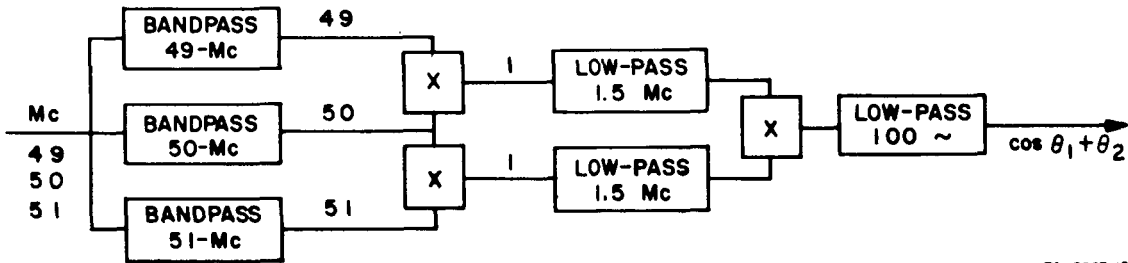 BANDPASS
49-Mc
49
X
1
LOW-PASS
1.5 Mc
Mc
49
50
51
BANDPASS
50-Mc
50
X
LOW-PASS
100 ~
cos θ₁+θ₂
BANDPASS
51-Mc
51
X
1
LOW-PASS
1.5 Mc